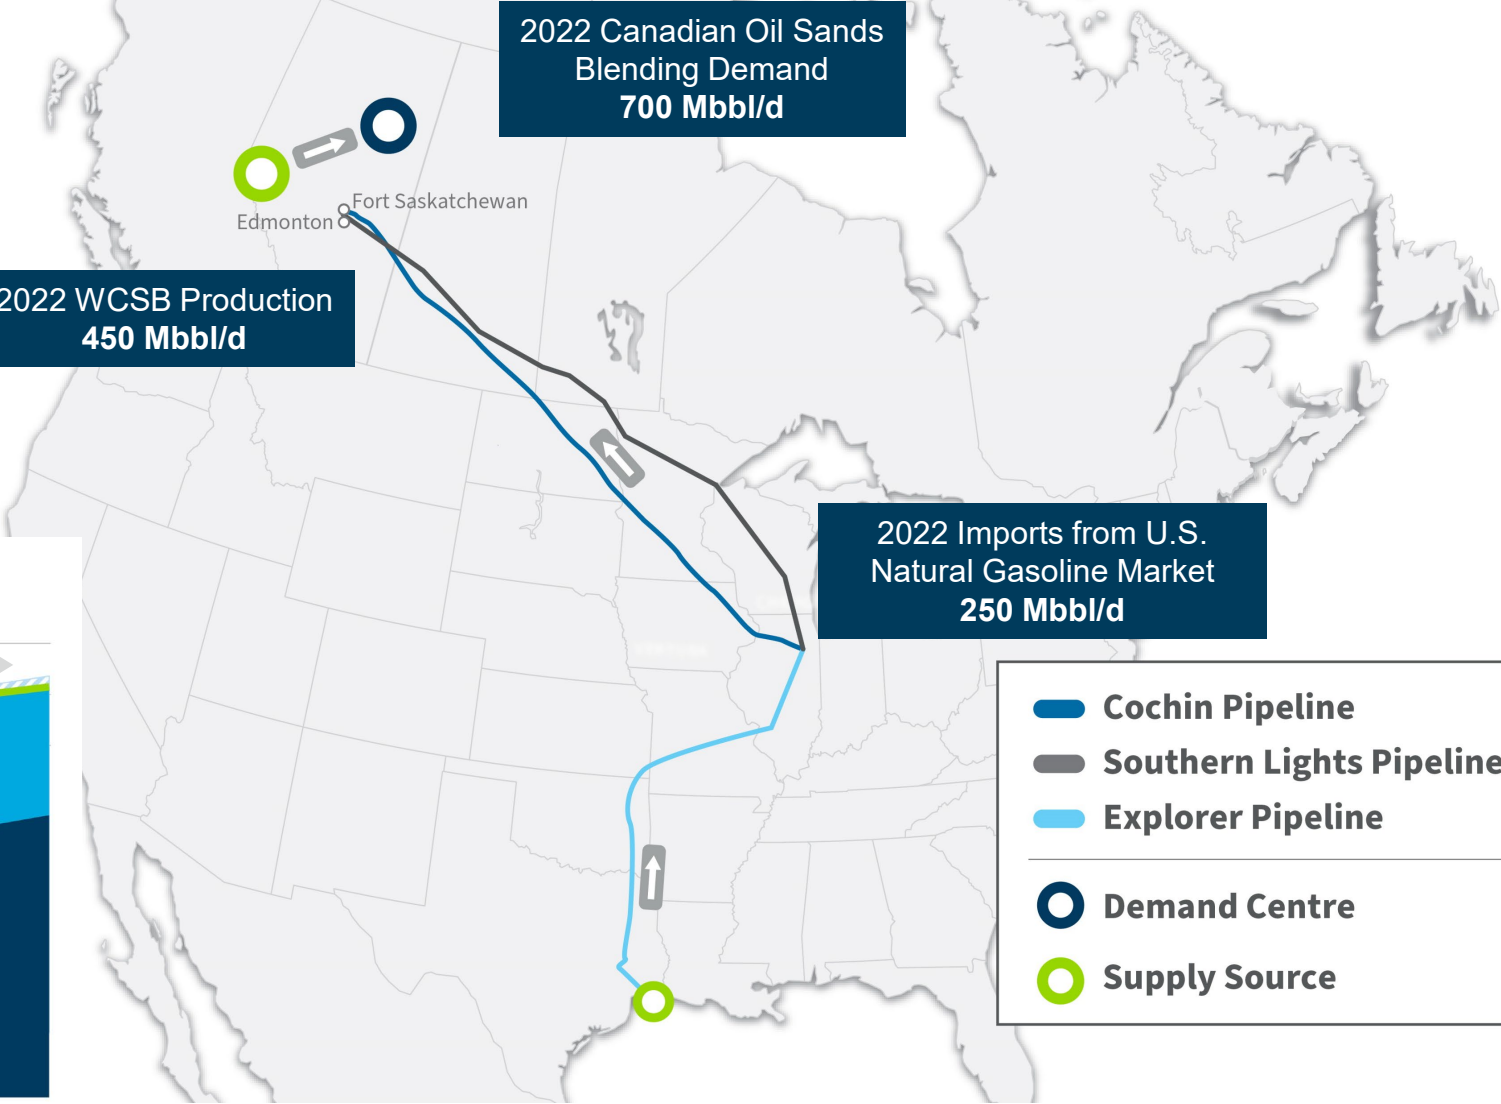 2022 Canadian Oil Sands
Blending Demand
700 Mbbl/d
Fort Saskatchewan
Edmonton
2022 WCSB Production
450 Mbbl/d
2022 Imports from U.S.
Natural Gasoline Market
250 Mbbl/d
Cochin Pipeline
Southern Lights Pipeline
Explorer Pipeline
Demand Centre
Supply Source